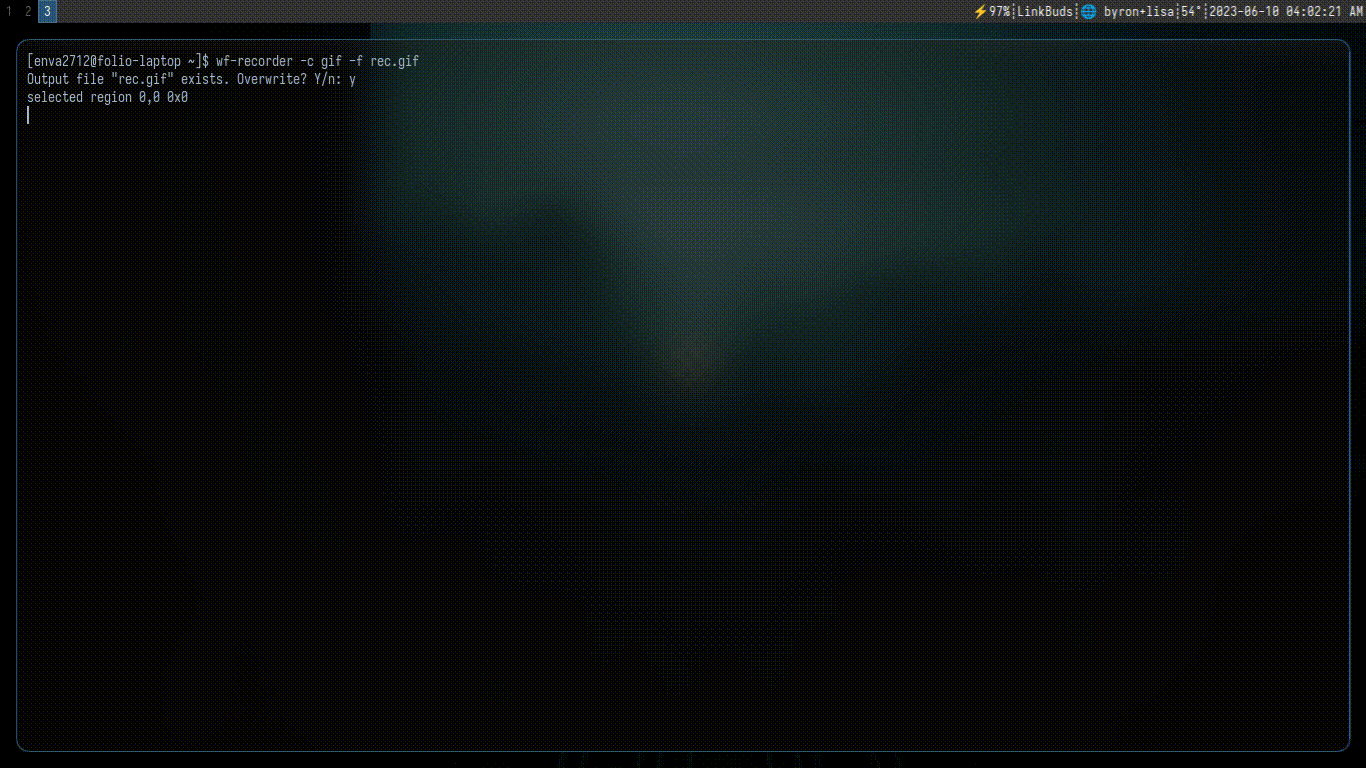 1 2 3 ⚡97%┊LinkBuds┊🌐 byron+lisa┊54°┊2023-06-10 04:02:21 AM
[enva2712@folio-laptop ~]$ wf-recorder -c gif -f rec.gif
Output file "rec.gif" exists. Overwrite? Y/n: y
selected region 0,0 0x0